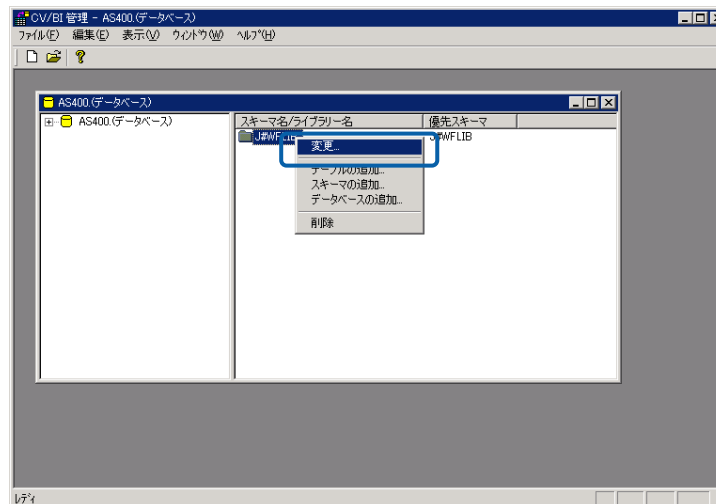 CV/BI 管理 - AS400.(データベース)
ファイル(F) 編集(E) 表示(V) ウィンドウ(W) ヘルプ(H)
AS400.(データベース)
AS400.(データベース)
スキーマ名/ライブラリー名 優先スキーマ
J#WFLIB J#WFLIB
変更...
テーブルの追加...
スキーマの追加...
データベースの追加...
削除
レディ